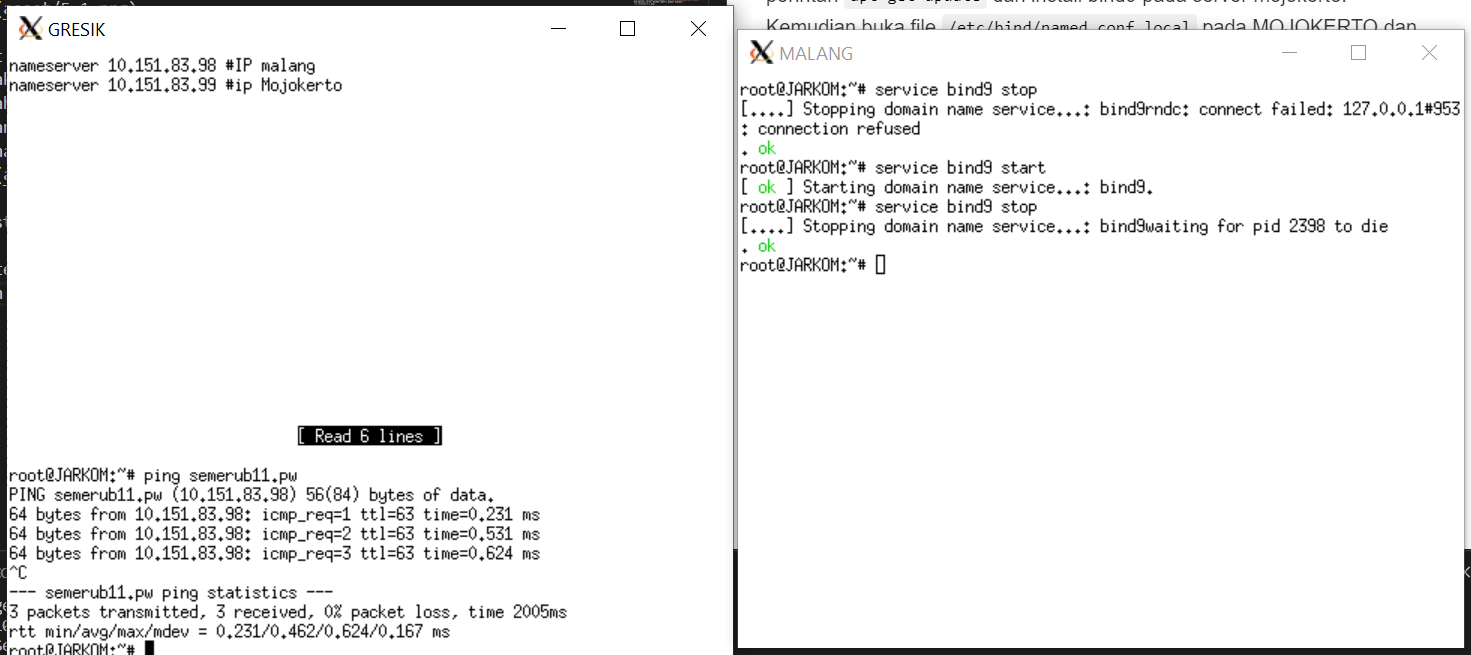 GRESIK
nameserver 10.151.83.98 #IP malang
nameserver 10.151.83.99 #ip Mojokerto
[ Read 6 lines ]
root@JARKOM:~# ping semerub11.pw
PING semerub11.pw (10.151.83.98) 56(84) bytes of data.
64 bytes from 10.151.83.98: icmp_req=1 ttl=63 time=0.231 ms
64 bytes from 10.151.83.98: icmp_req=2 ttl=63 time=0.531 ms
64 bytes from 10.151.83.98: icmp_req=3 ttl=63 time=0.624 ms
^C
--- semerub11.pw ping statistics ---
3 packets transmitted, 3 received, 0% packet loss, time 2005ms
rtt min/avg/max/mdev = 0.231/0.462/0.624/0.167 ms
root@JARKOM:~#
Kemudian buka file /etc/bind/named.conf.local pada MOJOKERTO dan
MALANG
root@JARKOM:~# service bind9 stop
[....] Stopping domain name service...: bind9rndc: connect failed: 127.0.0.1#953
: connection refused
. ok
root@JARKOM:~# service bind9 start
[ ok ] Starting domain name service...: bind9.
root@JARKOM:~# service bind9 stop
[....] Stopping domain name service...: bind9waiting for pid 2398 to die
. ok
root@JARKOM:~#